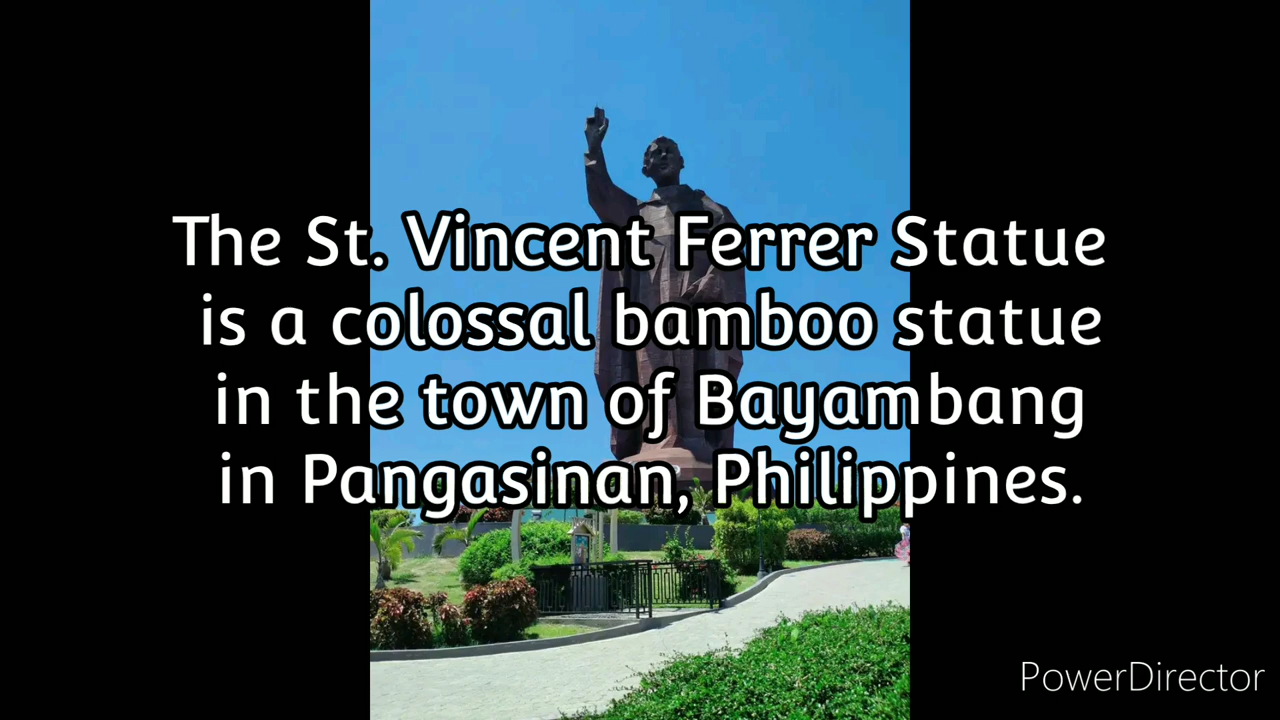 The St. Vincent Ferrer Statue
is a colossal bamboo statue
in the town of Bayambang
in Pangasinan, Philippines.
PowerDirector